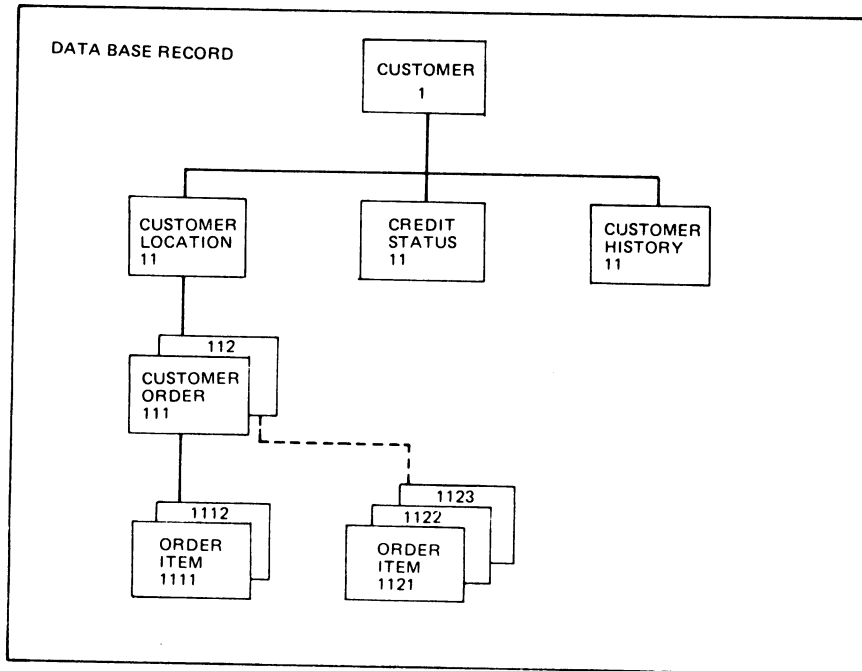 DATA BASE RECORD
CUSTOMER
1
CUSTOMER
LOCATION
11
CREDIT
STATUS
11
CUSTOMER
HISTORY
11
112
CUSTOMER
ORDER
111
1112
ORDER
ITEM
1111
1123
1122
ORDER
ITEM
1121